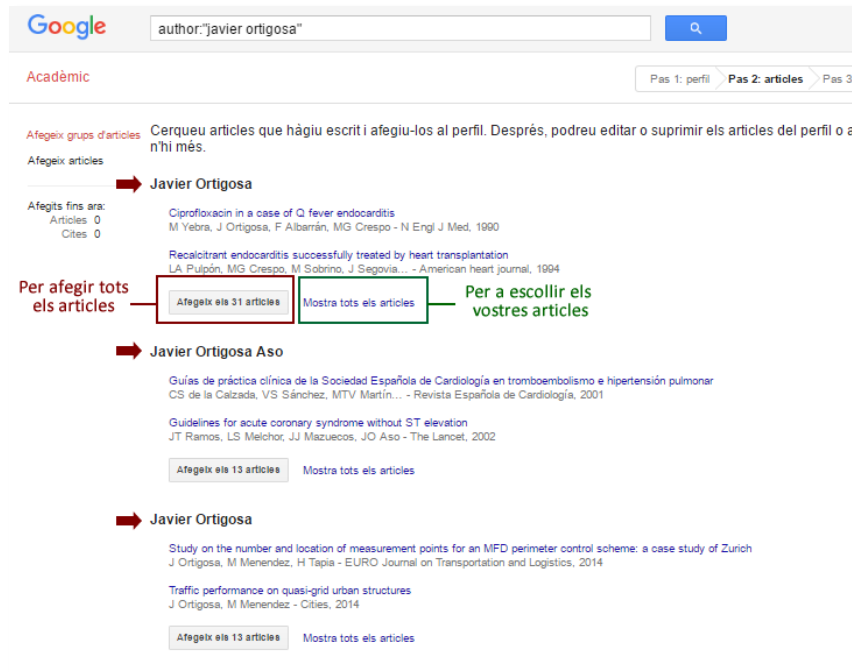 Google
author:"javier ortigosa"
Acadèmic
Pas 1: perfil Pas 2: articles Pas 3
Afegeix grups d'articles
Afegeix articles
Afegits fins ara:
Articles 0
Cites 0
Cerqueu articles que hàgiu escrit i afegiu-los al perfil. Després, podreu editar o suprimir els articles del perfil o a
n'hi més.
Javier Ortigosa
Ciprofloxacin in a case of Q fever endocarditis
M Yebra, J Ortigosa, F Albarrán, MG Crespo - N Engl J Med, 1990
Recalcitrant endocarditis successfully treated by heart transplantation
LA Pulpón, MG Crespo, M Sobrino, J Segovia... - American heart journal, 1994
Per afegir tots
els articles
Afegeix els 31 articles
Mostra tots els articles
Per a escollir els
vostres articles
Javier Ortigosa Aso
Guías de práctica clínica de la Sociedad Española de Cardiología en tromboembolismo e hipertensión pulmonar
CS de la Calzada, VS Sánchez, MTV Martín... - Revista Española de Cardiología, 2001
Guidelines for acute coronary syndrome without ST elevation
JT Ramos, LS Melchor, JJ Mazuecos, JO Aso - The Lancet, 2002
Afegeix els 13 articles
Mostra tots els articles
Javier Ortigosa
Study on the number and location of measurement points for an MFD perimeter control scheme: a case study of Zurich
J Ortigosa, M Menendez, H Tapia - EURO Journal on Transportation and Logistics, 2014
Traffic performance on quasi-grid urban structures
J Ortigosa, M Menendez - Cities, 2014
Afegeix els 13 articles
Mostra tots els articles